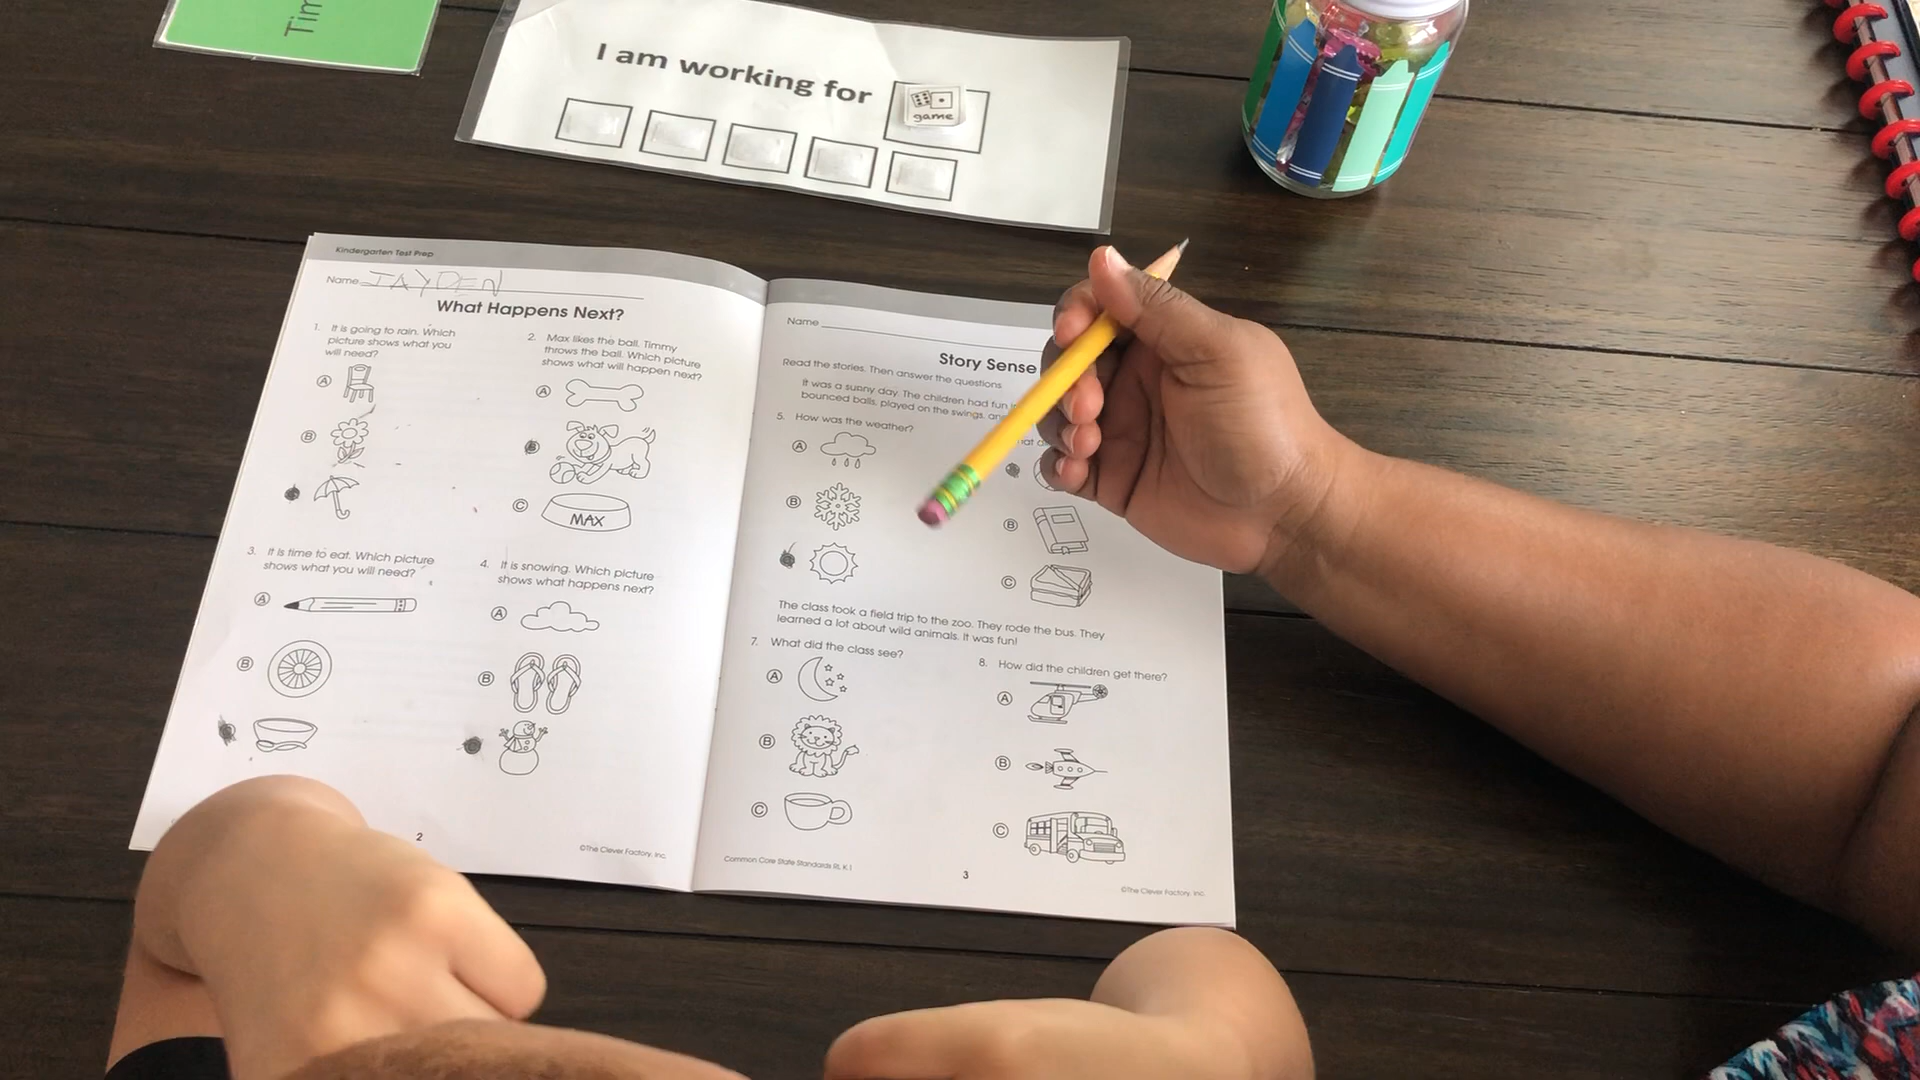 Tim
I am working for
game
Kindergarten Test Prep
Name JAYDEN
What Happens Next?
1. It is going to rain. Which
picture shows what you
will need?
A
B
2. Max likes the ball. Timmy
throws the ball. Which picture
shows what will happen next?
A
C
MAX
3. It is time to eat. Which picture
shows what you will need?
A
B
4. It is snowing. Which picture
shows what happens next?
A
B
2
©The Clever Factory, Inc.
Name
Story Sense
Read the stories. Then answer the questions
It was a sunny day. The children had fun
bounced balls, played on the swings,
5. How was the weather?
A
B
B
C
The class took a field trip to the zoo. They rode the bus. They
learned a lot about wild animals. It was fun!
7. What did the class see?
A
B
C
8. How did the children get there?
A
B
C
Common Core State Standards RL K.1
3
©The Clever Factory, Inc.